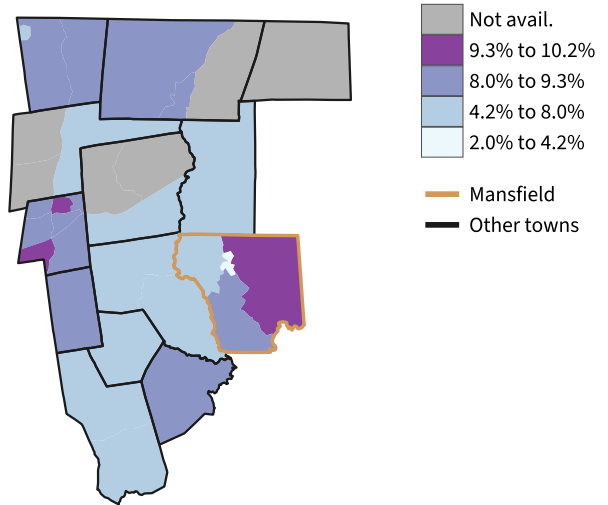 Not avail.
9.3% to 10.2%
8.0% to 9.3%
4.2% to 8.0%
2.0% to 4.2%
Mansfield
Other towns